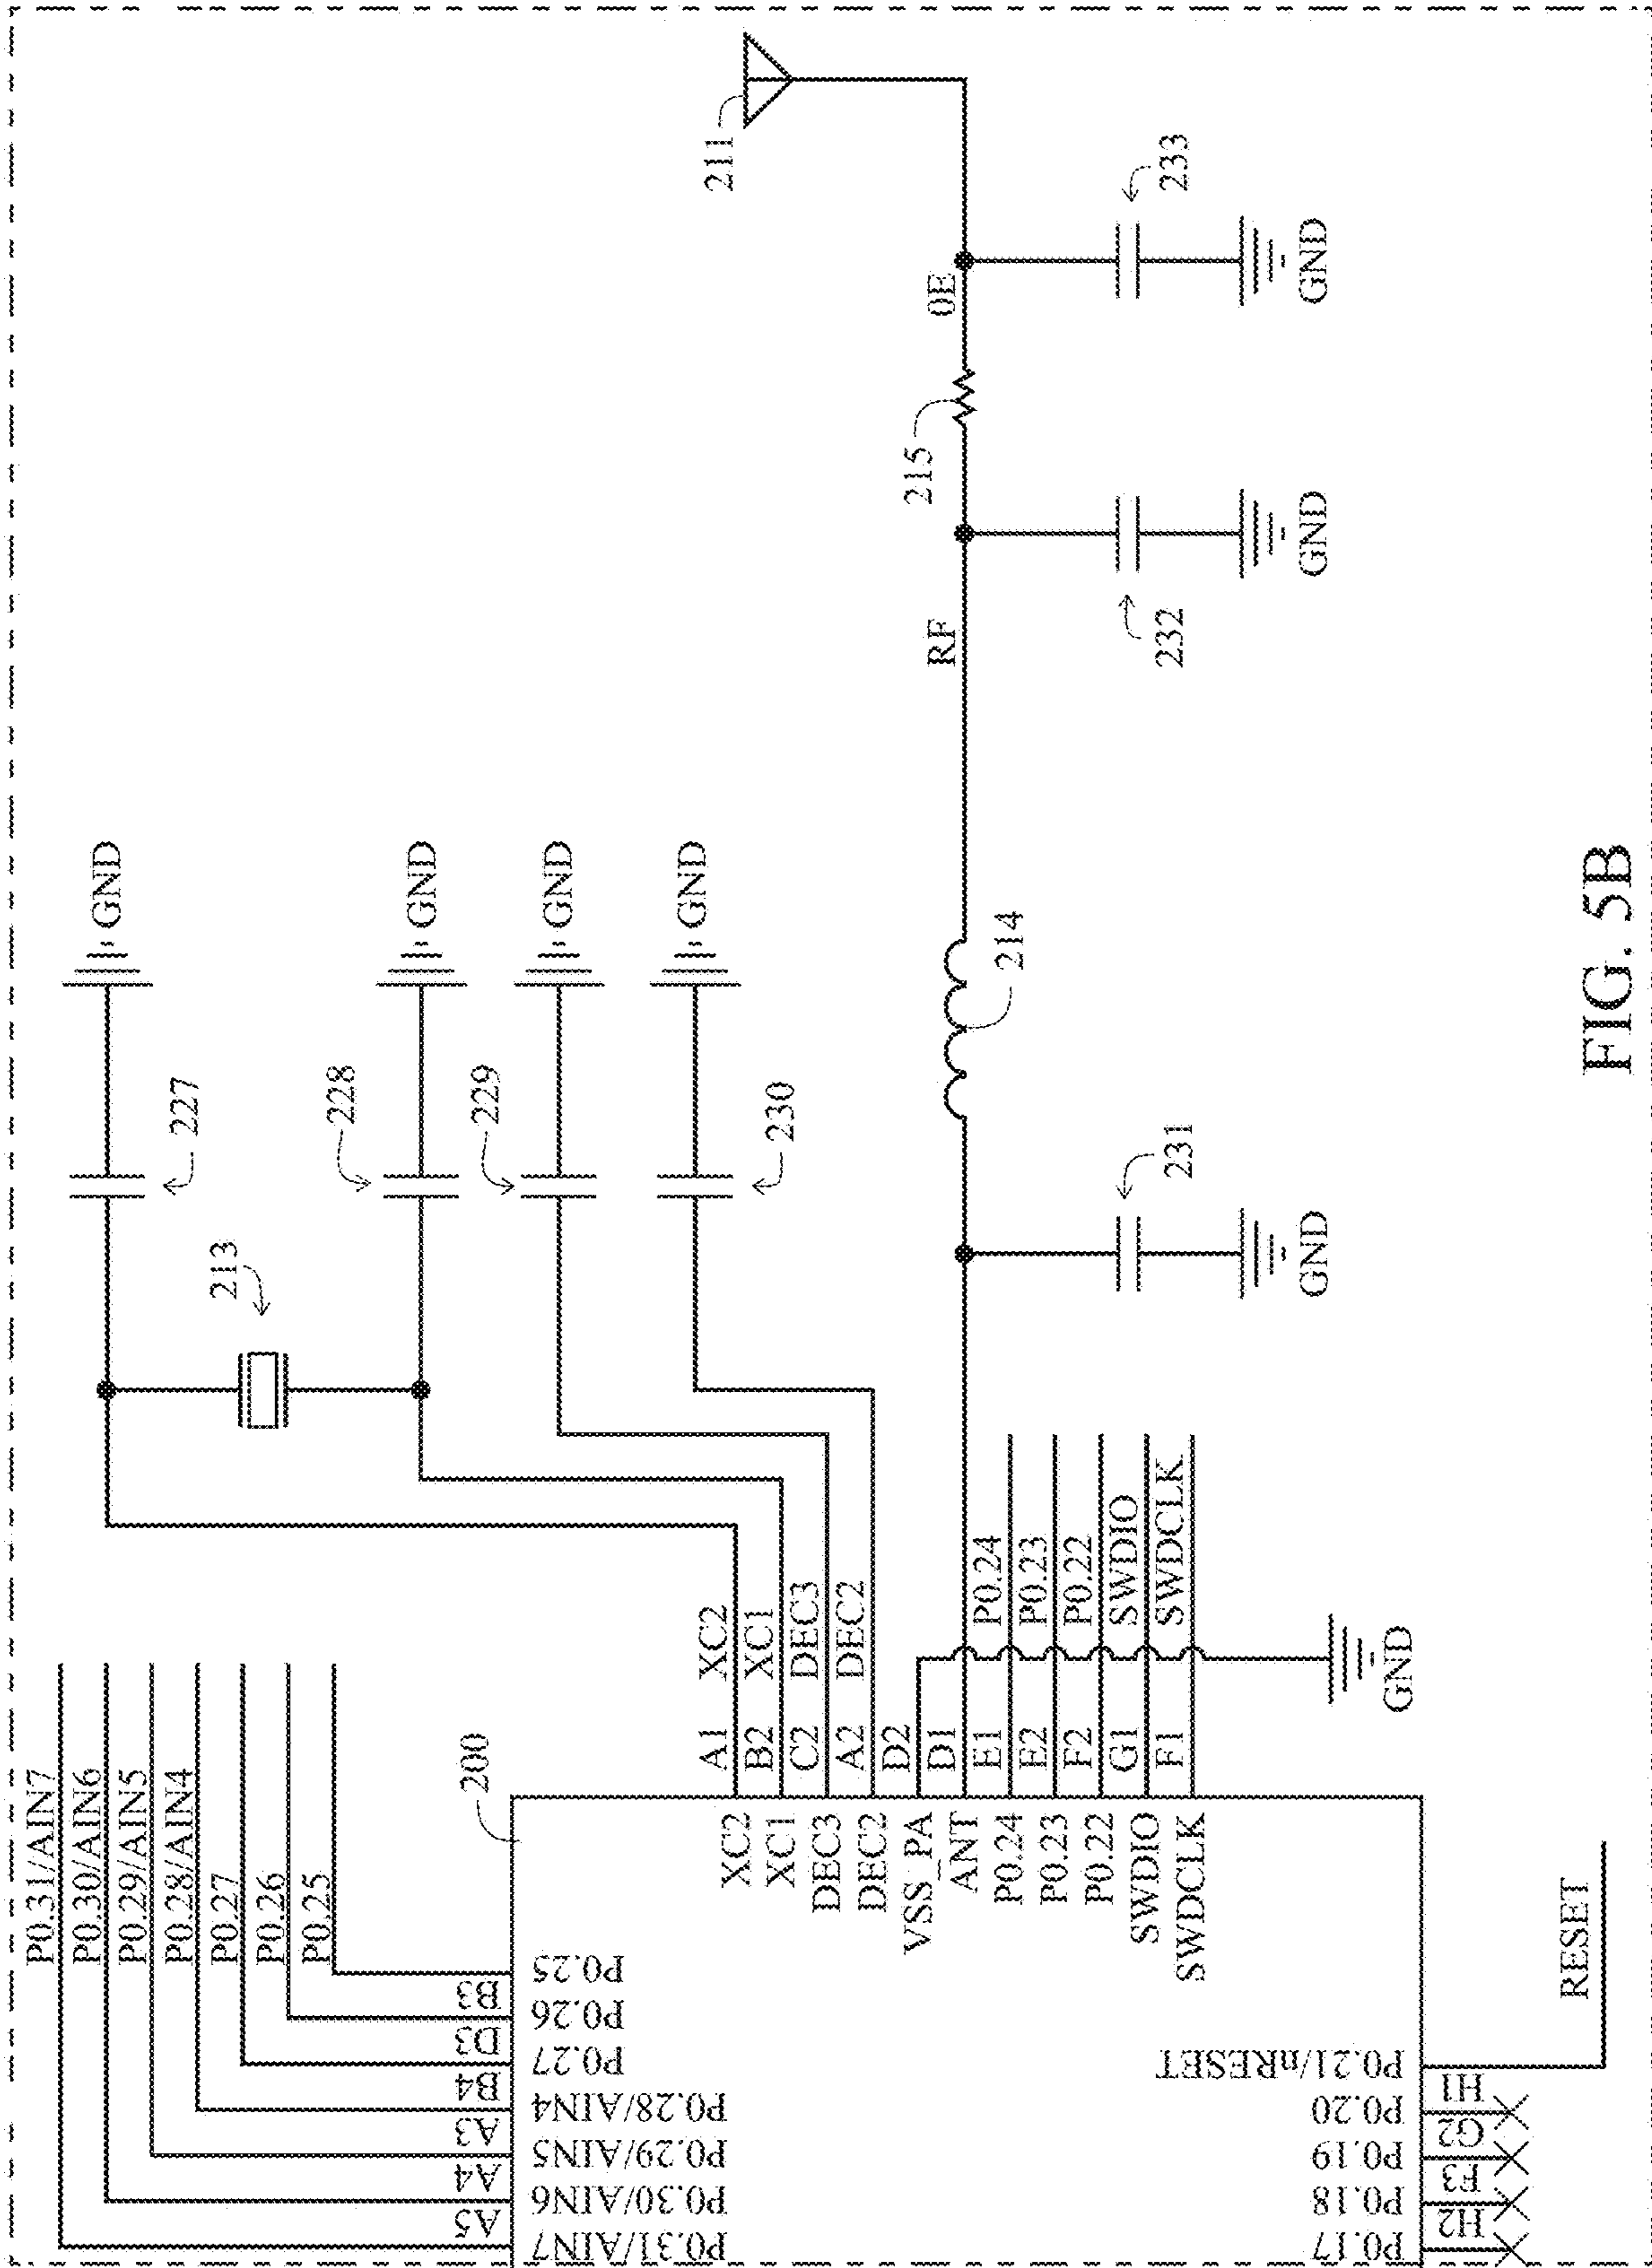 P0.31/AIN7
P0.30/AIN6
P0.29/AIN5
P0.28/AIN4
P0.27
P0.26
P0.25
200
A5
A4
A3
B4
D3
B3
P0.31/AIN7
P0.30/AIN6
P0.29/AIN5
P0.28/AIN4
P0.27
P0.26
P0.25
XC2 A1 XC2
XC1 B2 XC1
DEC3 C2 DEC3
DEC2 A2 DEC2
VSS_PA D2
ANT D1
P0.24 E1 P0.24
P0.23 E2 P0.23
P0.22 F2 P0.22
SWDIO G1 SWDIO
SWDCLK F1 SWDCLK
GND
213
227
GND
228
GND
229
GND
230
GND
231
GND
214
RF
232
GND
215
0E
233
GND
211
P0.17
P0.18
P0.19
P0.20
P0.21/nRESET
H2
F3
G2
H1
RESET
FIG. 5B